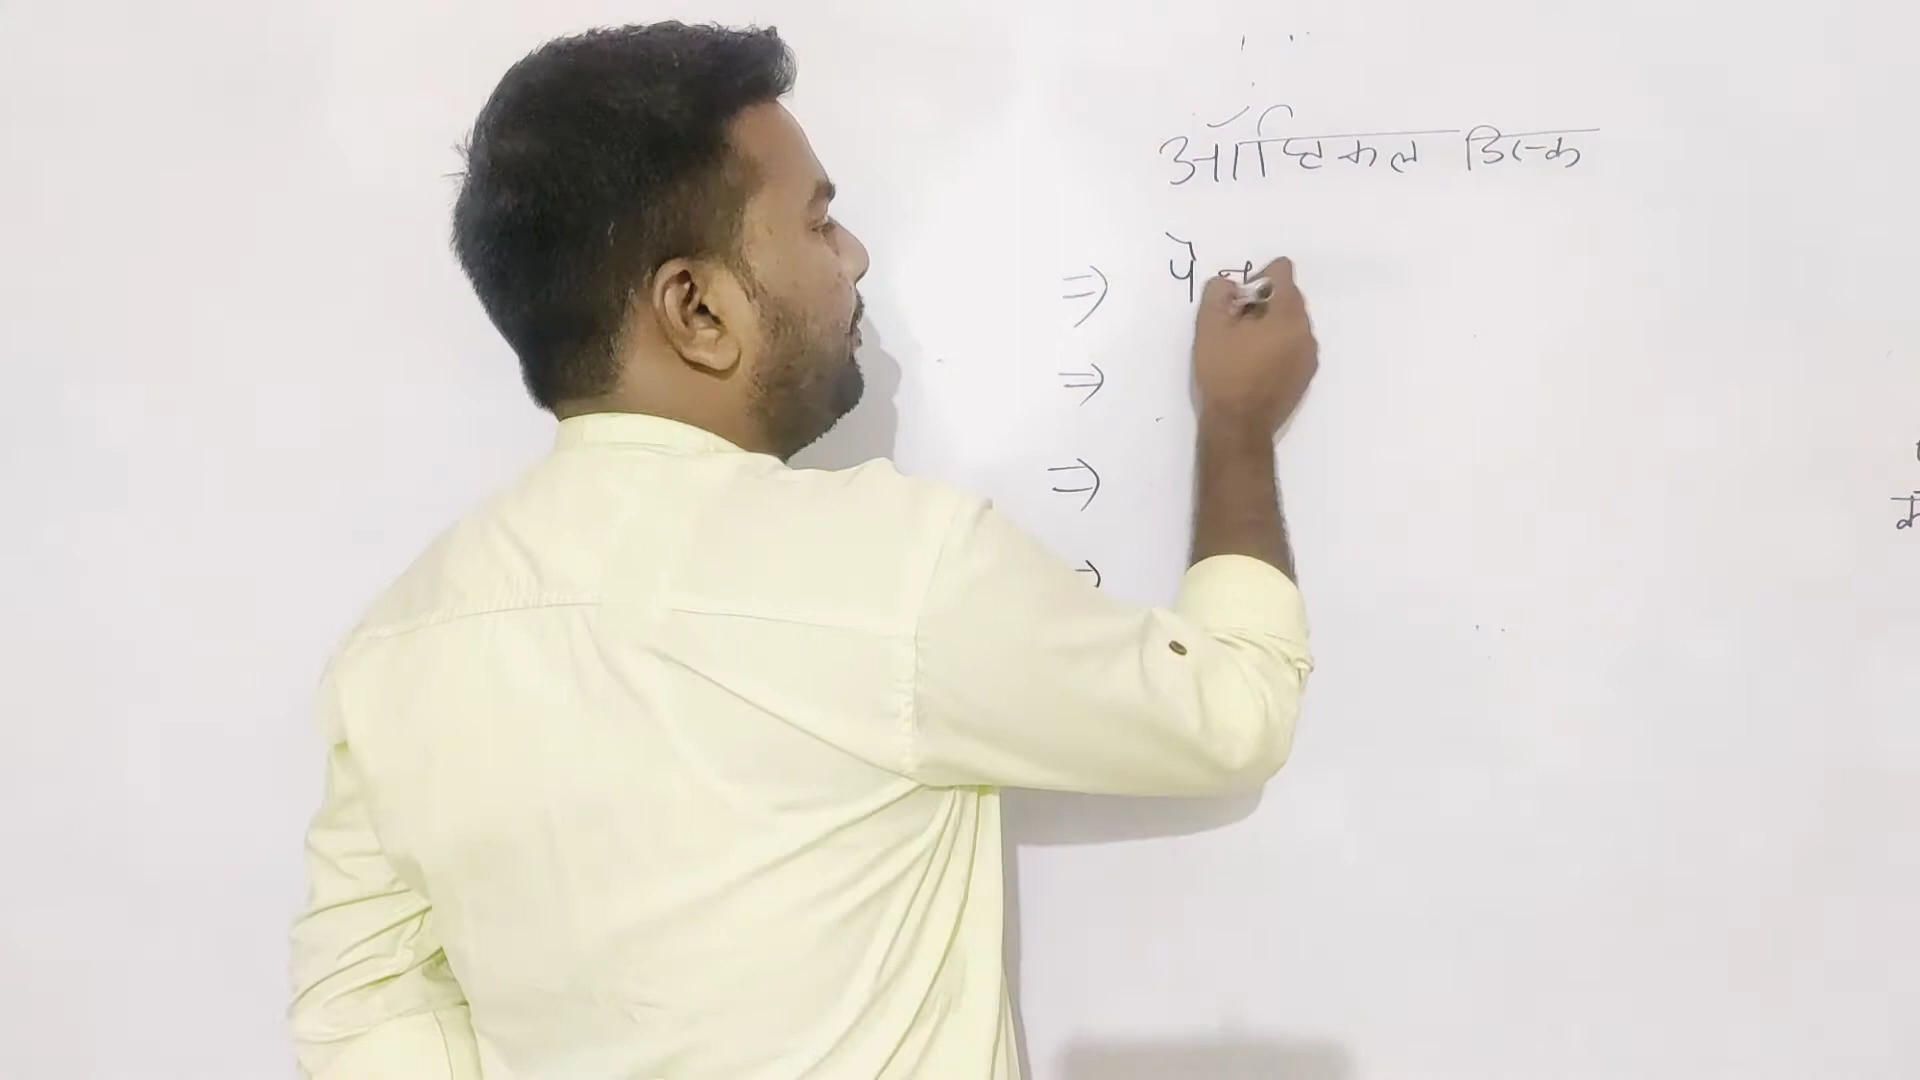 ऑप्टिकल डिस्क
⇒ पेन
⇒
⇒
⇒